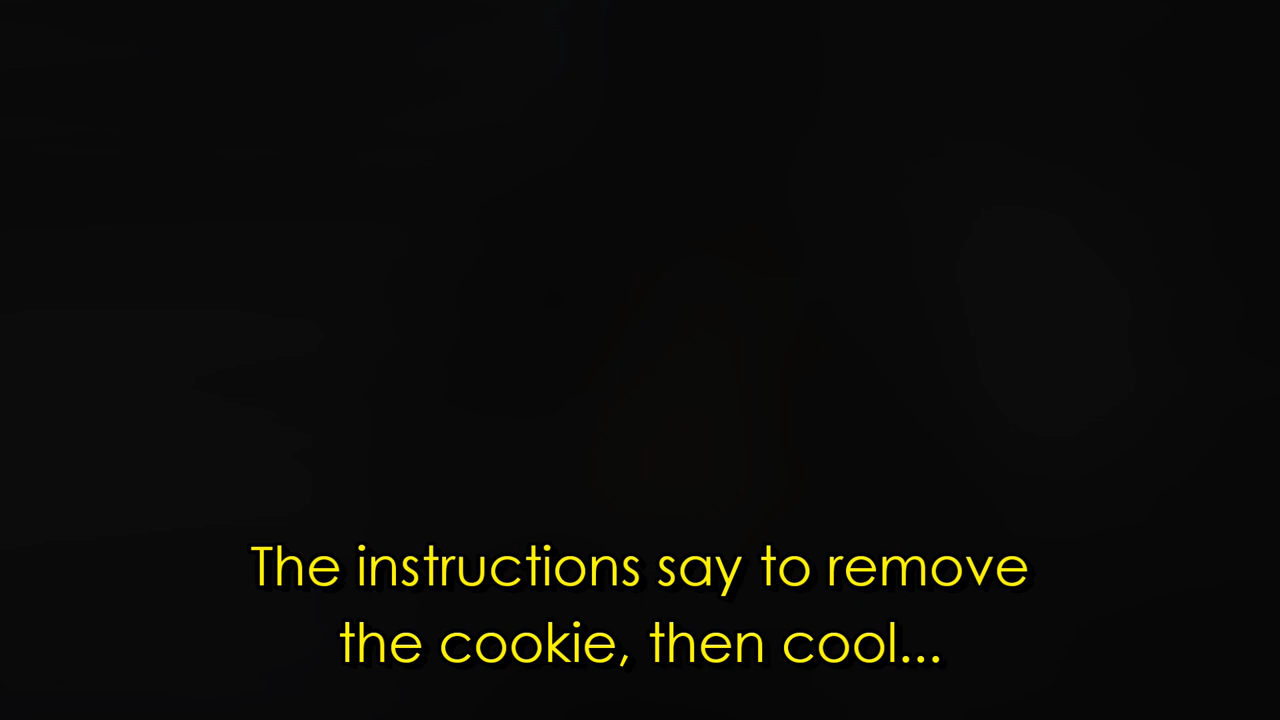 The instructions say to remove
the cookie, then cool...